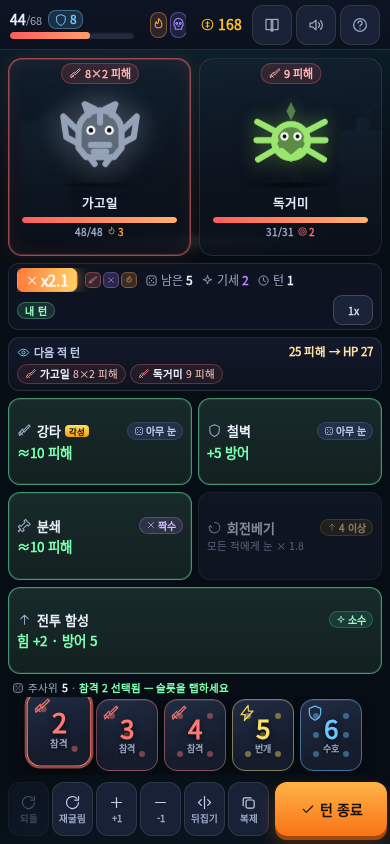 44/68 8 168
8×2 피해 9 피해
가고일 독거미
48/48 3 31/31 2
× x2.1 남은 5 기세 2 턴 1
내 턴 1x
다음 적 턴 25 피해 → HP 27
가고일 8×2 피해 독거미 9 피해
강타 각성 아무 눈 철벽 아무 눈
≈10 피해 +5 방어
분쇄 짝수 회전베기 4 이상
≈10 피해 모든 적에게 눈 × 1.8
전투 함성 소수
힘 +2 · 방어 5
주사위 5 · 참격 2 선택됨 — 슬롯을 탭하세요
2 3 4 5 6
참격 참격 참격 번개 수호
되돌 재굴림 +1 -1 뒤집기 복제 턴 종료